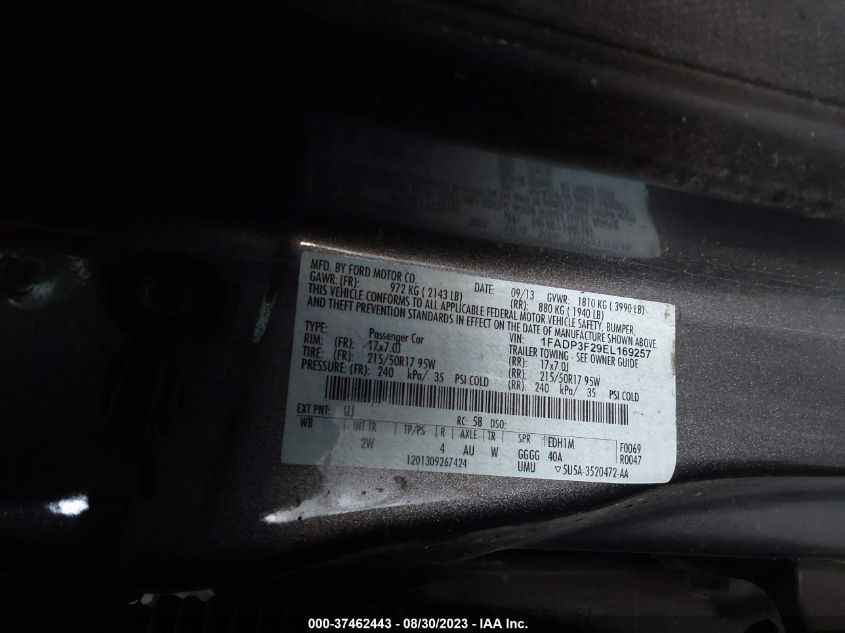 MFD. BY FORD MOTOR CO.
DATE: 09/13 GVWR: 1810 KG ( 3990 LB)
GAWR: (FR): 972 KG ( 2143 LB) (RR): 880 KG ( 1940 LB)
THIS VEHICLE CONFORMS TO ALL APPLICABLE FEDERAL MOTOR VEHICLE SAFETY, BUMPER,
AND THEFT PREVENTION STANDARDS IN EFFECT ON THE DATE OF MANUFACTURE SHOWN ABOVE.
VIN: 1FADP3F29EL169257
TYPE: Passenger Car TRAILER TOWING - SEE OWNER GUIDE
RIM: (FR): 17x7.0J (RR): 17x7.0J
TIRE: (FR): 215/50R17 95W (RR): 215/50R17 95W
PRESSURE: (FR): 240 kPa/ 35 PSI COLD (RR): 240 kPa/ 35 PSI COLD
EXT PNT: UJ RC: 58 DSO:
WB INT TR TP/PS R AXLE TR SPR EDH1M F0069
2W 4 AU W GGGG 40A R0047
1201309267424 UMU ▽5U5A-3520472-AA
000-37462443 - 08/30/2023 - IAA Inc.